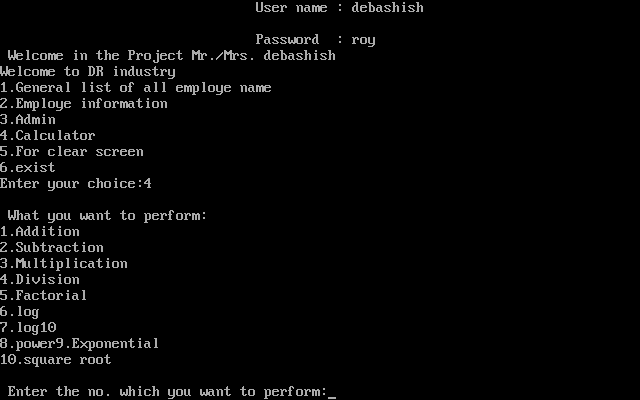 User name : debashish
Password  : roy
Welcome in the Project Mr./Mrs. debashish
Welcome to DR industry
1.General list of all employe name
2.Employe information
3.Admin
4.Calculator
5.For clear screen
6.exist
Enter your choice:4
What you want to perform:
1.Addition
2.Subtraction
3.Multiplication
4.Division
5.Factorial
6.log
7.log10
8.power9.Exponential
10.square root
Enter the no. which you want to perform:_